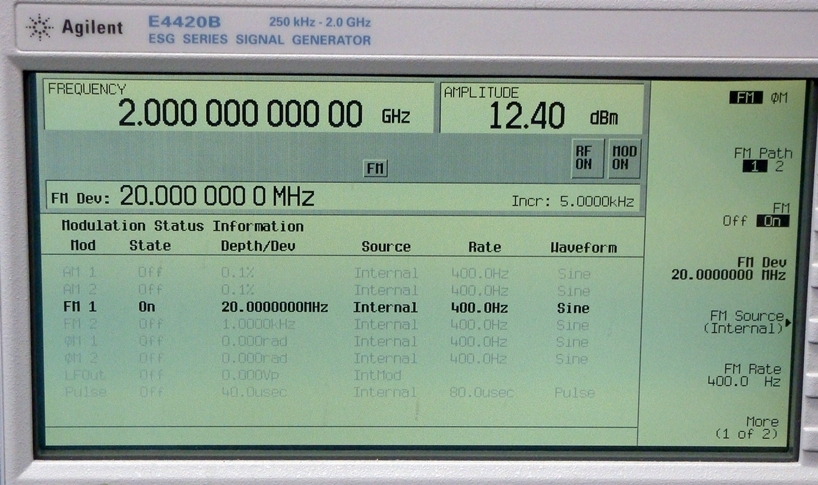 Agilent E4420B 250 kHz - 2.0 GHz
ESG SERIES SIGNAL GENERATOR
FREQUENCY
2.000 000 000 00 GHz
AMPLITUDE
12.40 dBm
FM
RF
ON
MOD
ON
FM Dev: 20.000 000 0 MHz Incr: 5.0000kHz
Modulation Status Information
Mod State Depth/Dev Source Rate Waveform
AM 1 Off 0.1% Internal 400.0Hz Sine
AM 2 Off 0.1% Internal 400.0Hz Sine
FM 1 On 20.0000000MHz Internal 400.0Hz Sine
FM 2 Off 1.0000kHz Internal 400.0Hz Sine
ΦM 1 Off 0.000rad Internal 400.0Hz Sine
ΦM 2 Off 0.000rad Internal 400.0Hz Sine
LFOut Off 0.000Vp IntMod
Pulse Off 40.0usec Internal 80.0usec Pulse
FM ΦM
FM Path
1 2
FM
Off On
FM Dev
20.0000000 MHz
FM Source
(Internal)
FM Rate
400.0 Hz
More
(1 of 2)